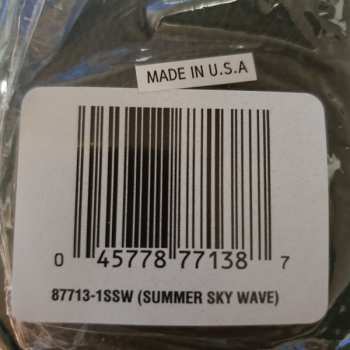 MADE IN U.S.A
0 45778 77138 7
87713-1SSW (SUMMER SKY WAVE)